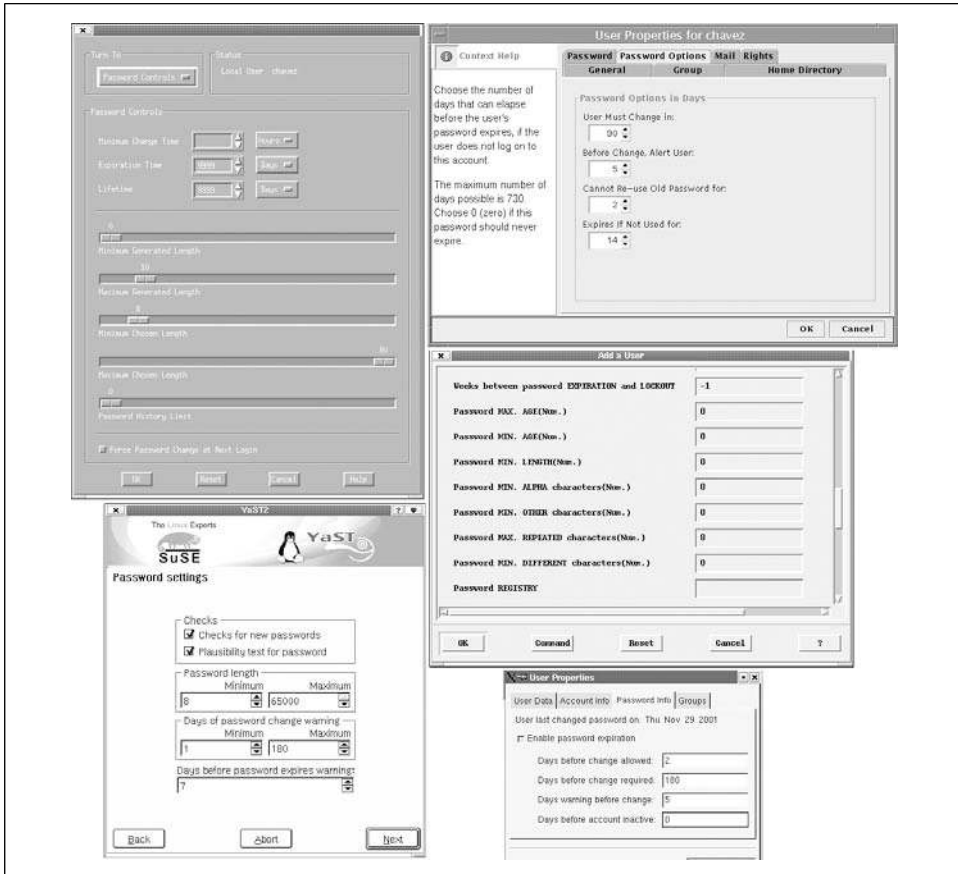 Turn To
Password Controls
Status
Local User chavez
Password Controls
Minimum Change Time
Hours
Expiration Time
9999
Days
Lifetime
9999
Days
0
Minimum Generated Length
10
Maximum Generated Length
Minimum Chosen Length
80
Maximum Chosen Length
0
Password History Limit
Force Password Change at Next Login
OK
Reset
Cancel
Help
User Properties for chavez
Context Help
Choose the number of
days that can elapse
before the user's
password expires, if the
user does not log on to
this account.
The maximum number of
days possible is 730
Choose 0 (zero) if this
password should never
expire.
Password Password Options Mail Rights
General Group Home Directory
Password Options in Days
User Must Change in:
90
Before Change, Alert User:
5
Cannot Re-use Old Password for:
2
Expires If Not Used for:
14
OK Cancel
Add a User
Weeks between password EXPIRATION and LOCKOUT -1
Password MAX. AGE(Num.) 0
Password MIN. AGE(Num.) 0
Password MIN. LENGTH(Num.) 0
Password MIN. ALPHA characters(Num.) 0
Password MIN. OTHER characters(Num.) 0
Password MAX. REPEATED characters(Num.) 8
Password MIN. DIFFERENT characters(Num.) 0
Password REGISTRY
OK Command Reset Cancel ?
YaST2
The Linux Experts
SuSE
YaST
Password settings
Checks
Checks for new passwords
Plausibility test for password
Password length
Minimum Maximum
8 65000
Days of password change warning
Minimum Maximum
1 180
Days before password expires warning:
7
Back Abort Next
User Properties
User Data Account Info Password Info Groups
User last changed password on: Thu Nov 29 2001
Enable password expiration
Days before change allowed: 2
Days before change required: 180
Days warning before change: 5
Days before account inactive: 0